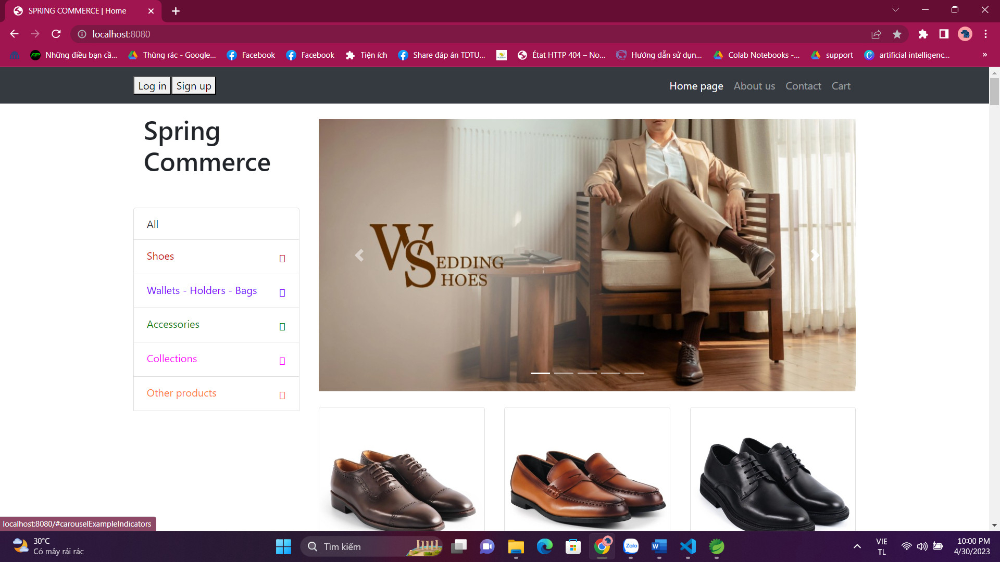 SPRING COMMERCE | Home
localhost:8080
Những điều bạn cầ... Thùng rác - Google... Facebook Facebook Tiện ích Share đáp án TDTU... État HTTP 404 – No... Hướng dẫn sử dụn... Colab Notebooks -... support artificial intelligenc... »
Log in Sign up Home page About us Contact Cart
Spring
Commerce
All
Shoes
Wallets - Holders - Bags
Accessories
Collections
Other products
WEDDING
SHOES
localhost:8080/#carouselExampleIndicators
30°C
Có mây rải rác
Tìm kiếm
Zalo
VIE
TL
10:00 PM
4/30/2023